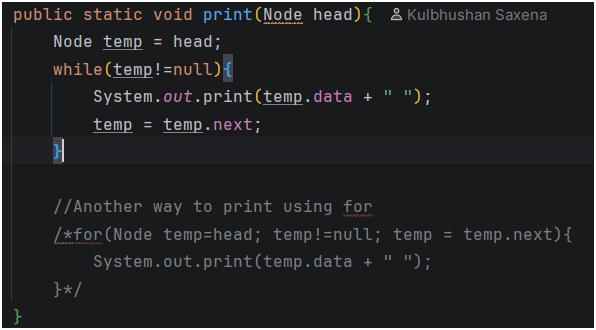 public static void print(Node head){ Kulbhushan Saxena
    Node temp = head;
    while(temp!=null){
        System.out.print(temp.data + " ");
        temp = temp.next;
    }

    //Another way to print using for
    /*for(Node temp=head; temp!=null; temp = temp.next){
        System.out.print(temp.data + " ");
    }*/
}